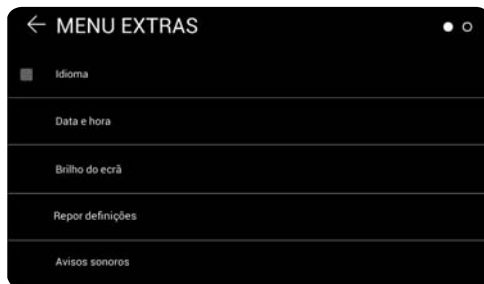 MENU EXTRAS
Idioma
Data e hora
Brilho do ecrã
Repor definições
Avisos sonoros